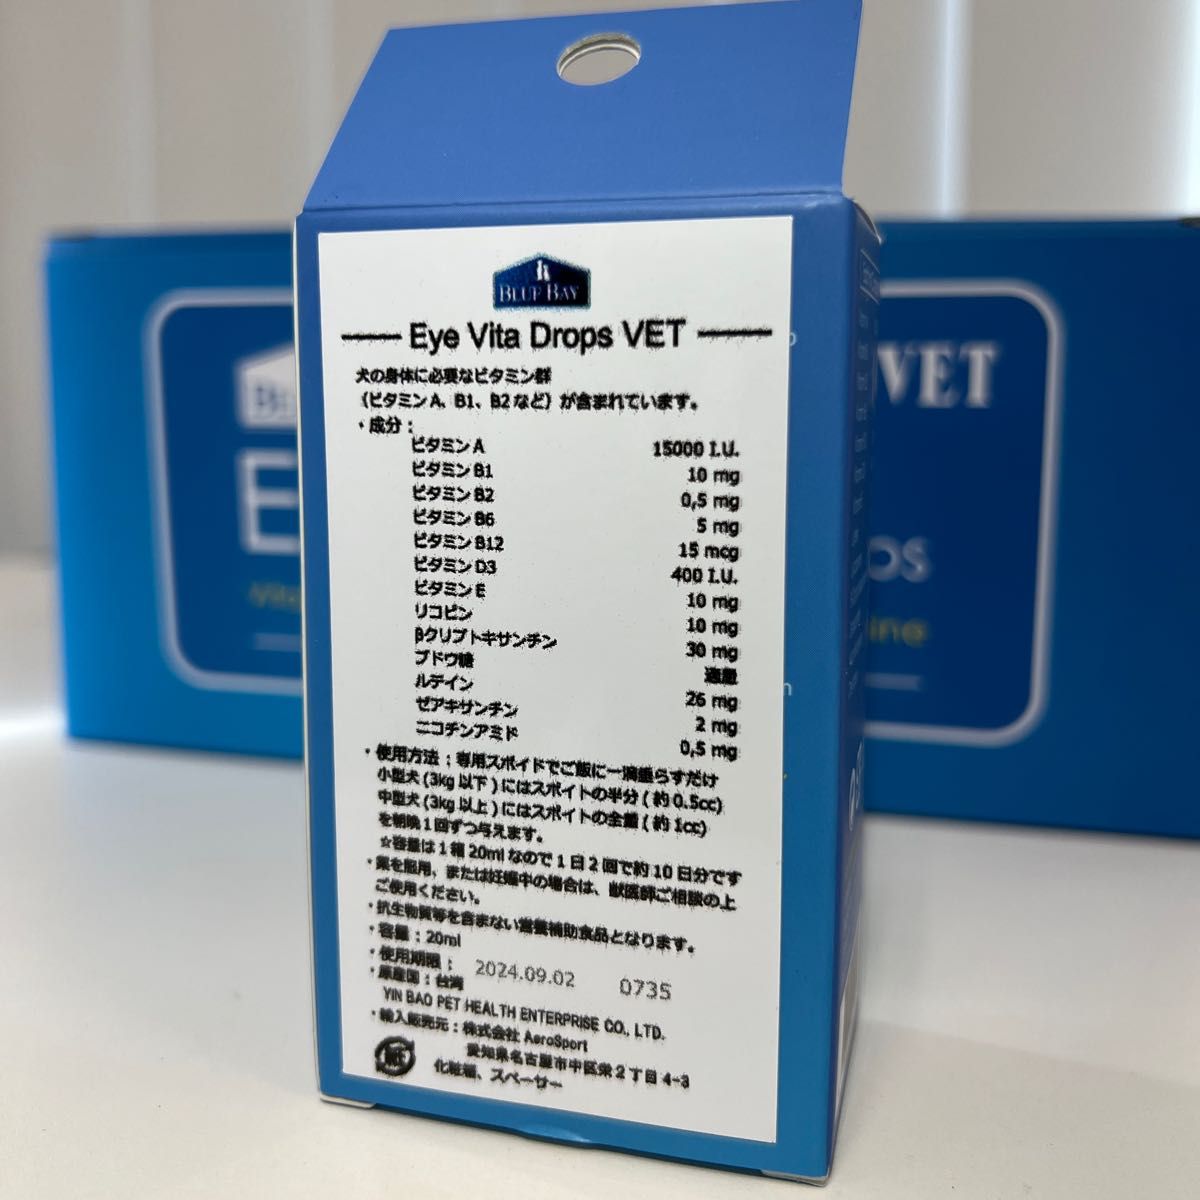 BLUE BAY
Eye Vita Drops VET
犬の身体に必要なビタミン群
（ビタミンA、B1、B2など）が含まれています。
・成分：
ビタミンA 15000 I.U.
ビタミンB1 10 mg
ビタミンB2 0,5 mg
ビタミンB6 5 mg
ビタミンB12 15 mcg
ビタミンD3 400 I.U.
ビタミンE 10 mg
リコピン 10 mg
Bクリプトキサンチン 30 mg
ブドウ糖 適量
ルテイン 26 mg
ゼアキサンチン 2 mg
ニコチンアミド 0,5 mg
・使用方法；専用スポイドでご飯に一滴垂らすだけ
小型犬(3kg以下)にはスポイトの半分(約0.5cc)
中型犬(3kg以上)にはスポイトの全量(約1cc)
を朝晩1回ずつ与えます。
☆容量は1箱20mlなので1日2回で約10日分です
・薬を服用、または妊娠中の場合は、獣医師ご相談の上
ご使用ください。
・抗生物質等を含まない営養補助食品となります。
・容量：20ml
・使用期限； 2024.09.02 0735
・原産国：台湾
YIN BAO PET HEALTH ENTERPRISE CO., LTD.
・輸入販売元：株式会社 AeroSport
愛知県名古屋市中区栄2丁目4-3
化粧箱、スペーサー
VET